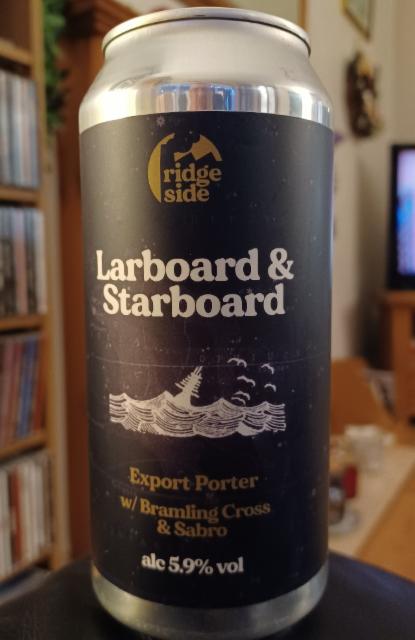 ridge
side
Larboard &
Starboard
Export Porter
w/ Bramling Cross
& Sabro
alc 5.9% vol